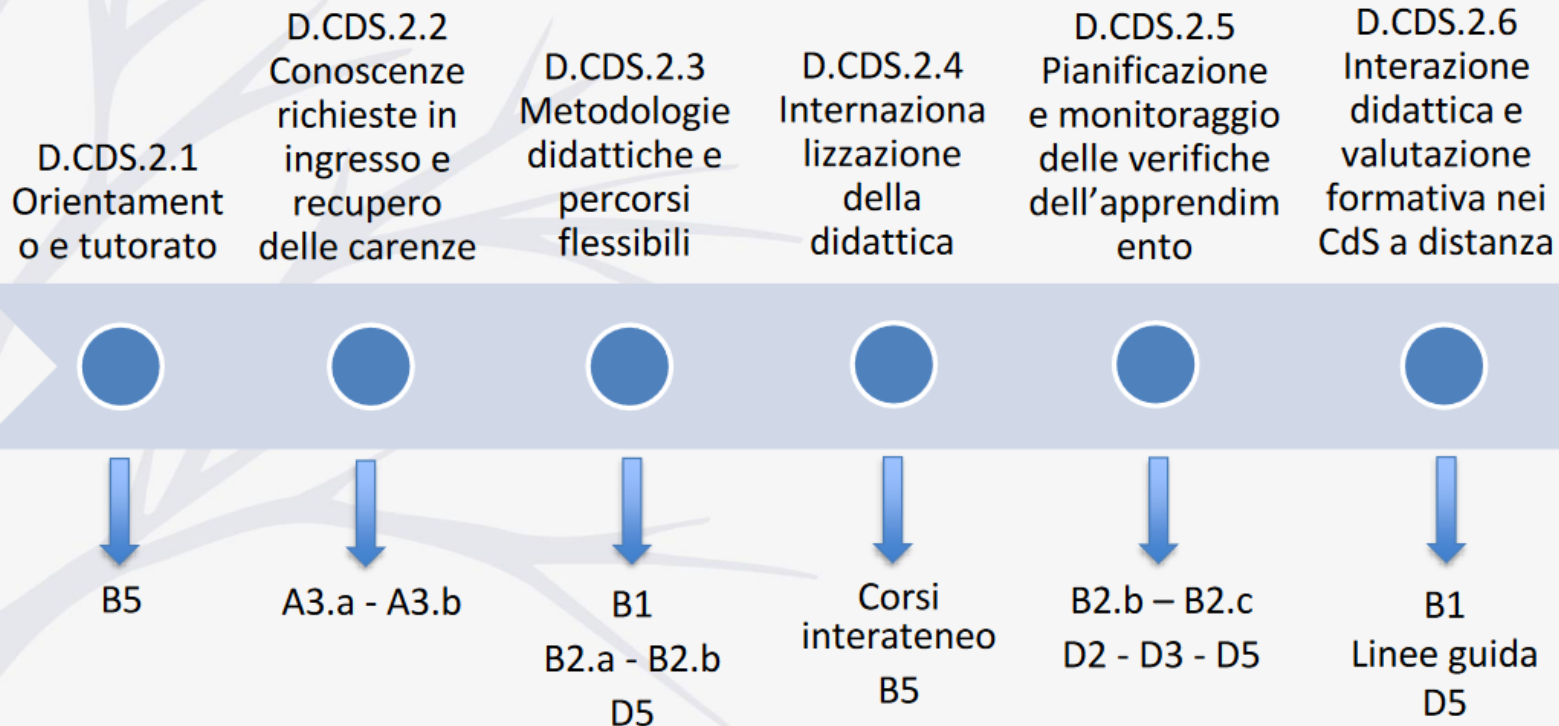 D.CDS.2.1
Orientament
o e tutorato
D.CDS.2.2
Conoscenze
richieste in
ingresso e
recupero
delle carenze
D.CDS.2.3
Metodologie
didattiche e
percorsi
flessibili
D.CDS.2.4
Internaziona
lizzazione
della
didattica
D.CDS.2.5
Pianificazione
e monitoraggio
delle verifiche
dell’apprendim
ento
D.CDS.2.6
Interazione
didattica e
valutazione
formativa nei
CdS a distanza
B5
A3.a - A3.b
B1
B2.a - B2.b
D5
Corsi
interateneo
B5
B2.b – B2.c
D2 - D3 - D5
B1
Linee guida
D5